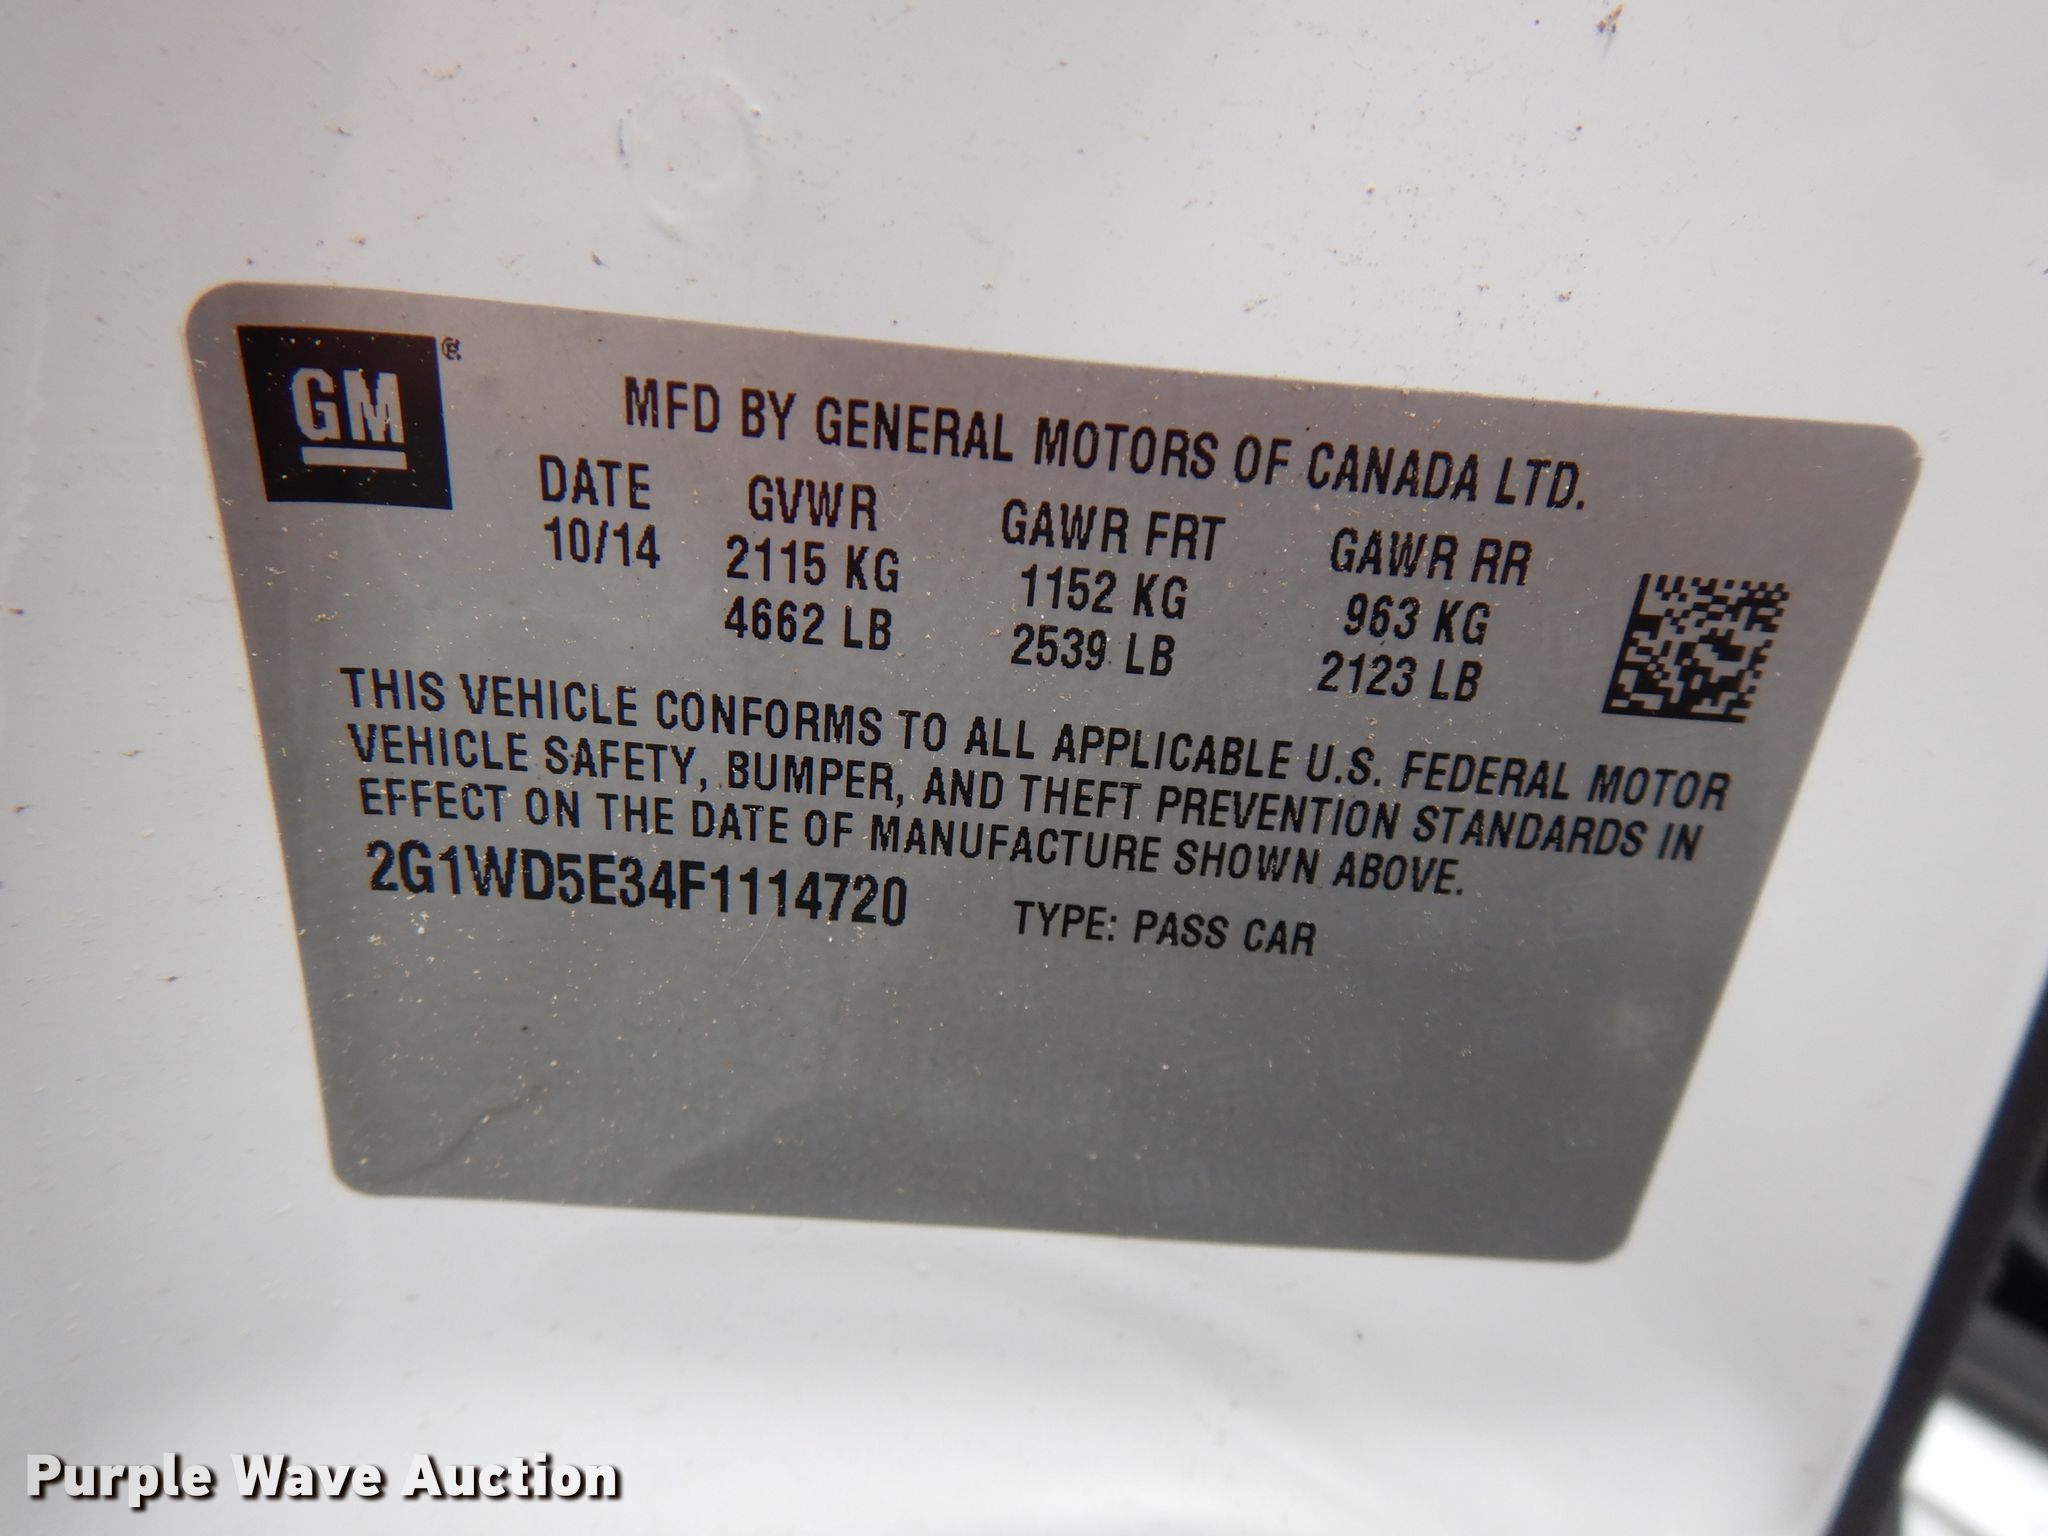 GM®
MFD BY GENERAL MOTORS OF CANADA LTD.
DATE GVWR GAWR FRT GAWR RR
10/14 2115 KG 1152 KG 963 KG
4662 LB 2539 LB 2123 LB
THIS VEHICLE CONFORMS TO ALL APPLICABLE U.S. FEDERAL MOTOR
VEHICLE SAFETY, BUMPER, AND THEFT PREVENTION STANDARDS IN
EFFECT ON THE DATE OF MANUFACTURE SHOWN ABOVE.
2G1WD5E34F1114720 TYPE: PASS CAR
Purple Wave Auction